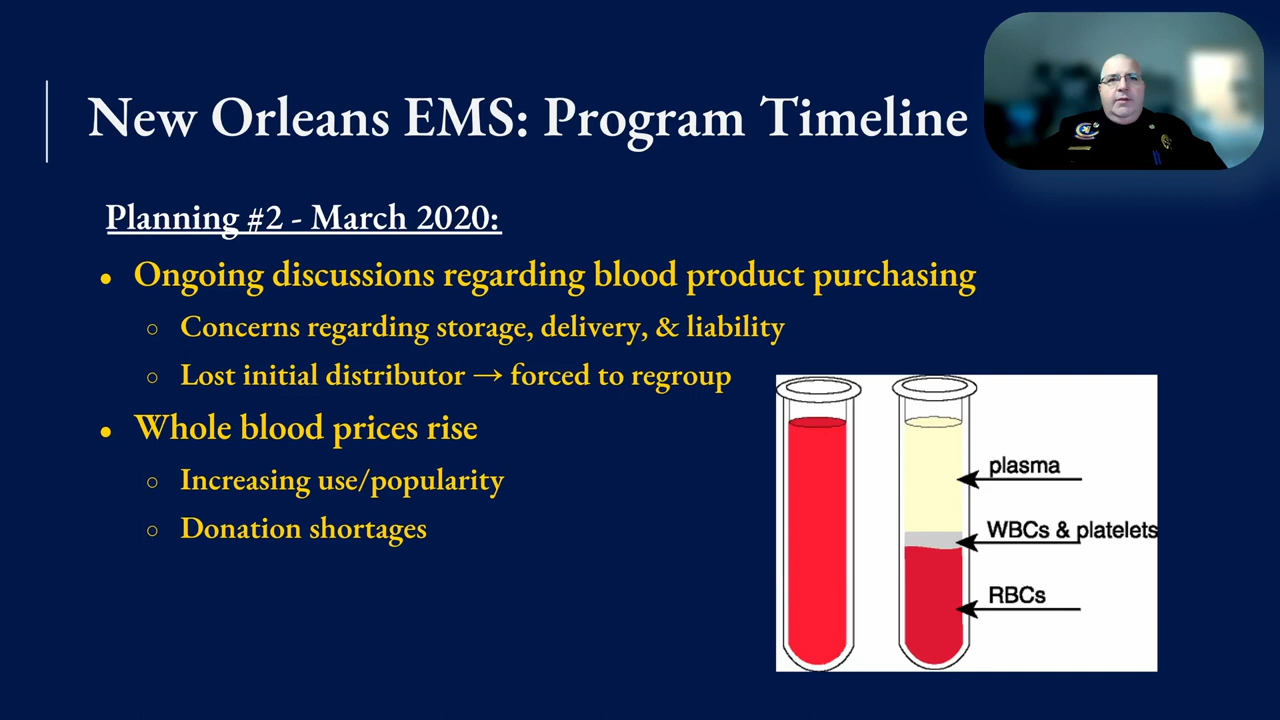 New Orleans EMS: Program Timeline
Planning #2 - March 2020:
● Ongoing discussions regarding blood product purchasing
○ Concerns regarding storage, delivery, & liability
○ Lost initial distributor → forced to regroup
● Whole blood prices rise
○ Increasing use/popularity
○ Donation shortages
plasma
WBCs & platelets
RBCs